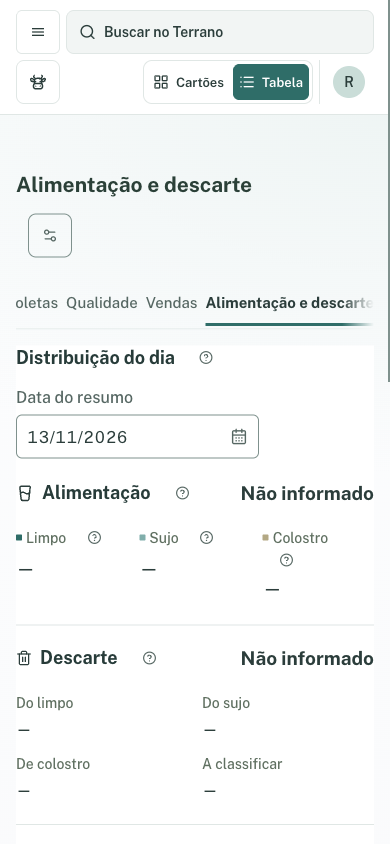 Buscar no Terrano
Cartões Tabela R
Alimentação e descarte
oletas Qualidade Vendas Alimentação e descarte
Distribuição do dia
Data do resumo
13/11/2026
Alimentação Não informado
Limpo Sujo Colostro
— — —
Descarte Não informado
Do limpo Do sujo
— —
De colostro A classificar
— —